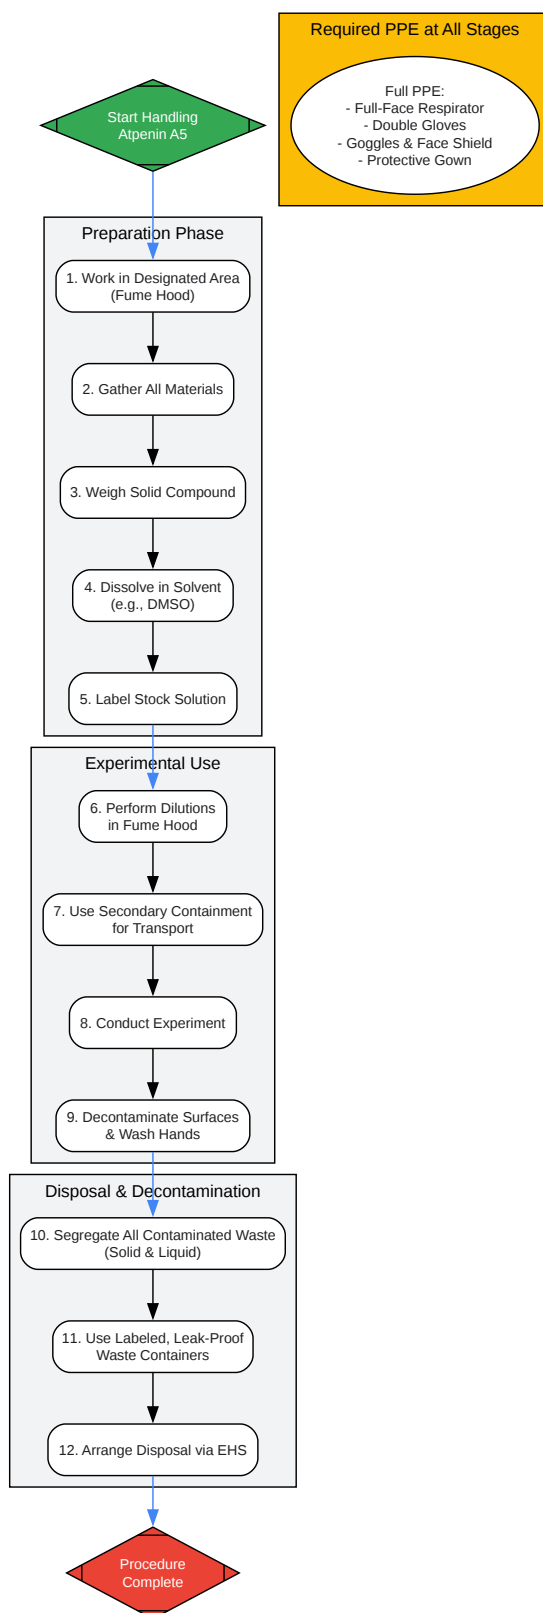 Required PPE at All Stages
Full PPE:
- Full-Face Respirator
- Double Gloves
- Goggles & Face Shield
- Protective Gown
Start Handling
Atpenin A5
Preparation Phase
1. Work in Designated Area
(Fume Hood)
2. Gather All Materials
3. Weigh Solid Compound
4. Dissolve in Solvent
(e.g., DMSO)
5. Label Stock Solution
Experimental Use
6. Perform Dilutions
in Fume Hood
7. Use Secondary Containment
for Transport
8. Conduct Experiment
9. Decontaminate Surfaces
& Wash Hands
Disposal & Decontamination
10. Segregate All Contaminated Waste
(Solid & Liquid)
11. Use Labeled, Leak-Proof
Waste Containers
12. Arrange Disposal via EHS
Procedure
Complete